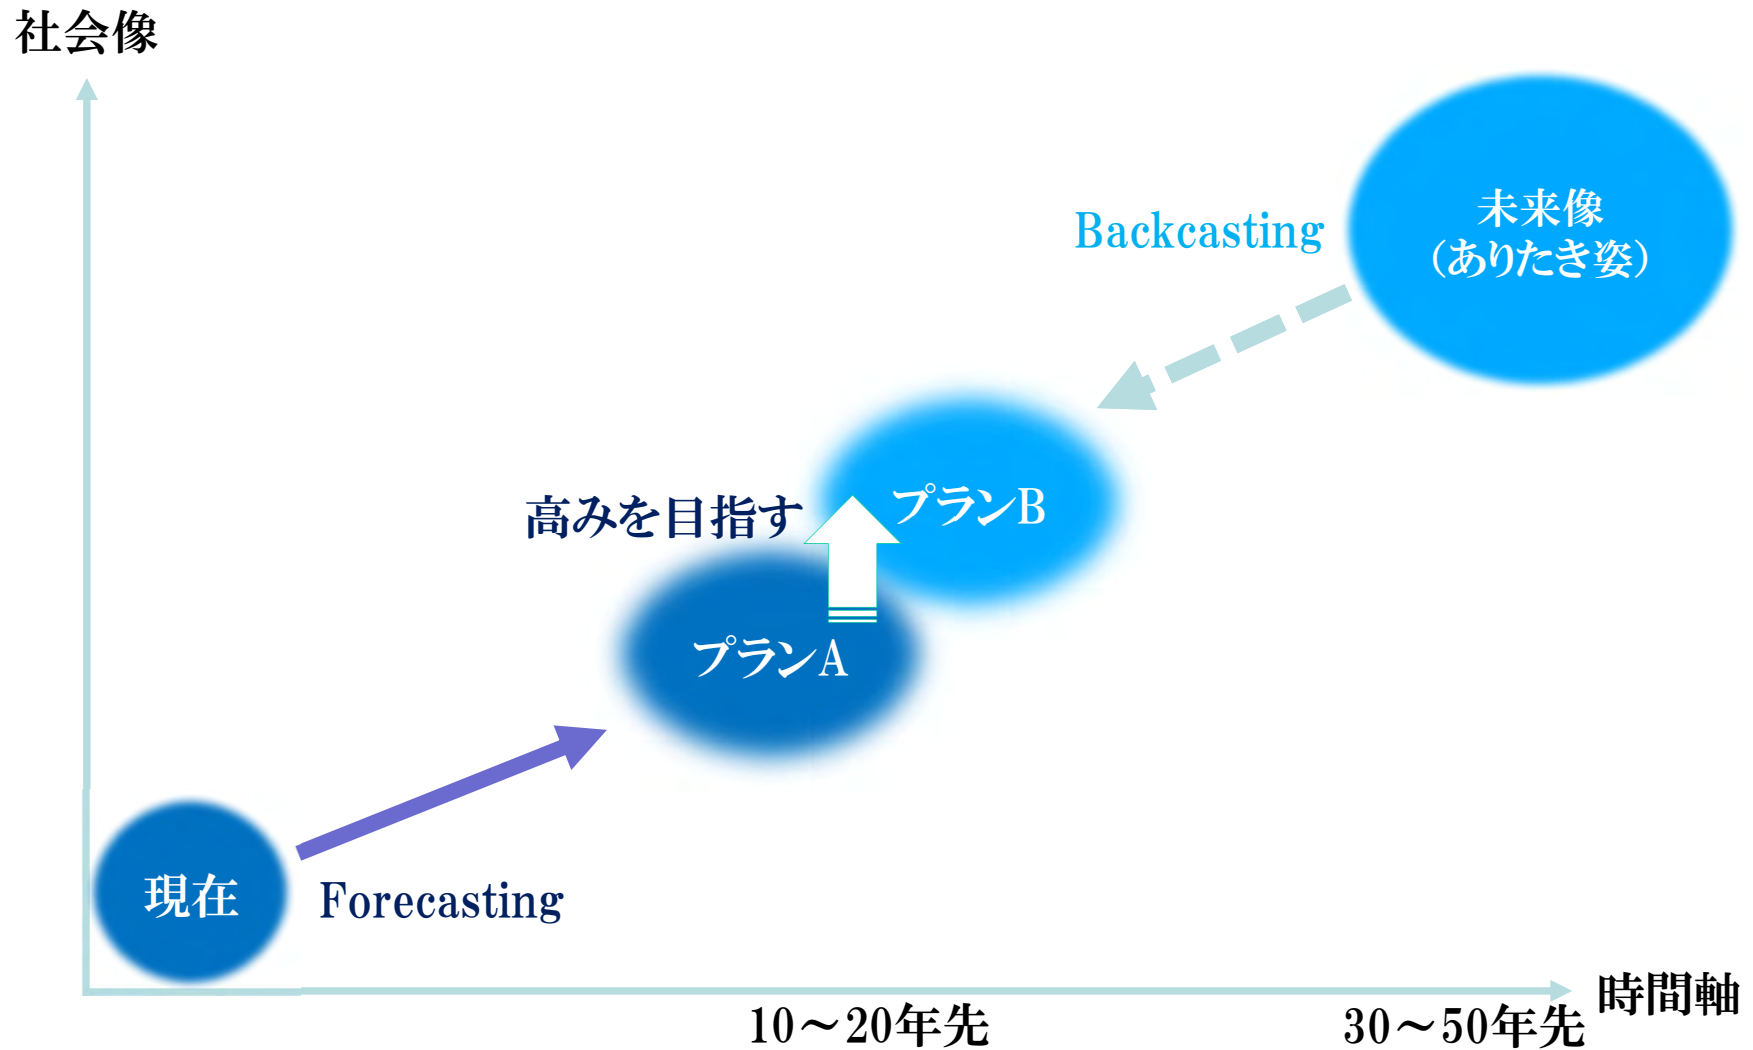 社会像
未来像
（ありたき姿）
Backcasting
プランB
高みを目指す
プランA
現在
Forecasting
時間軸
10～20年先
30～50年先